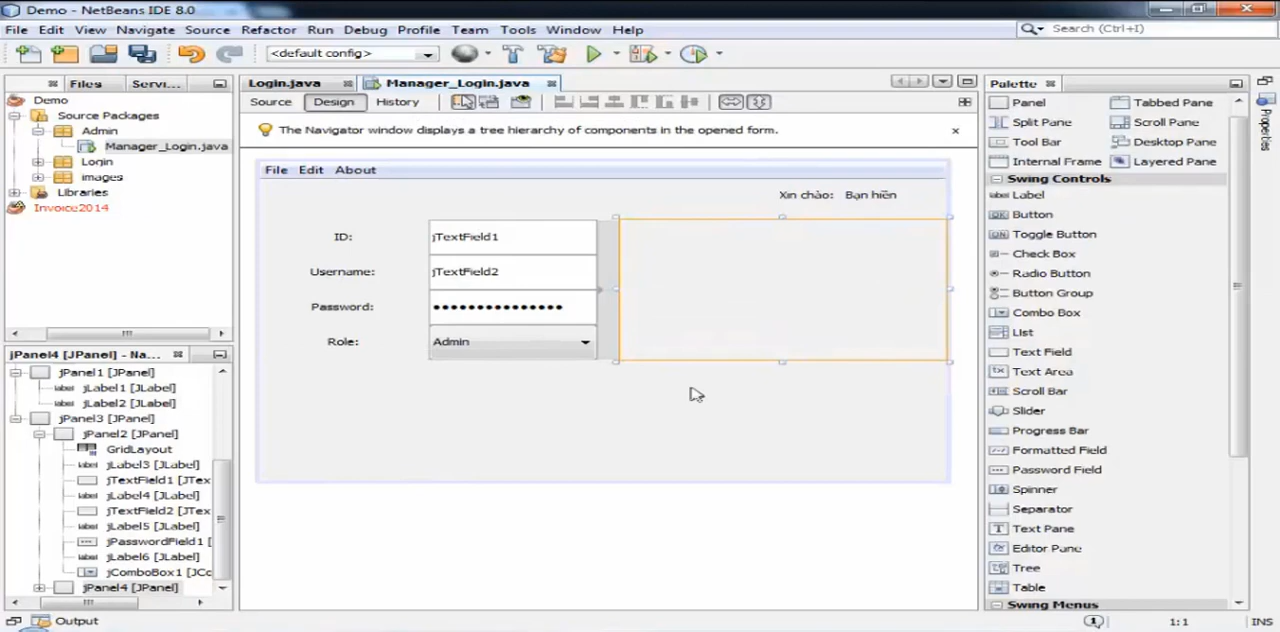 Demo - NetBeans IDE 8.0
File Edit View Navigate Source Refactor Run Debug Profile Team Tools Window Help
Search (Ctrl+I)
<default config>
Files Servi...
Login.java Manager_Login.java
Palette
Source Design History
The Navigator window displays a tree hierarchy of components in the opened form.
Demo
Source Packages
Admin
Manager_Login.java
Login
images
Libraries
Invoice2014
jPanel4 [JPanel] - Na...
jPanel1 [JPanel]
jLabel1 [JLabel]
jLabel2 [JLabel]
jPanel3 [JPanel]
jPanel2 [JPanel]
GridLayout
jLabel3 [JLabel]
jTextField1 [JTex
jLabel4 [JLabel]
jTextField2 [JTex
jLabel5 [JLabel]
jPasswordField1 [
jLabel6 [JLabel]
jComboBox1 [JCo
jPanel4 [JPanel]
Output
File Edit About
Xin chào: Bạn hiền
ID: jTextField1
Username: jTextField2
Password: •••••••••••••••
Role: Admin
Panel Tabbed Pane
Split Pane Scroll Pane
Tool Bar Desktop Pane
Internal Frame Layered Pane
Swing Controls
Label
Button
Toggle Button
Check Box
Radio Button
Button Group
Combo Box
List
Text Field
Text Area
Scroll Bar
Slider
Progress Bar
Formatted Field
Password Field
Spinner
Separator
Text Pane
Editor Pane
Tree
Table
Swing Menus
Properties
1:1 INS